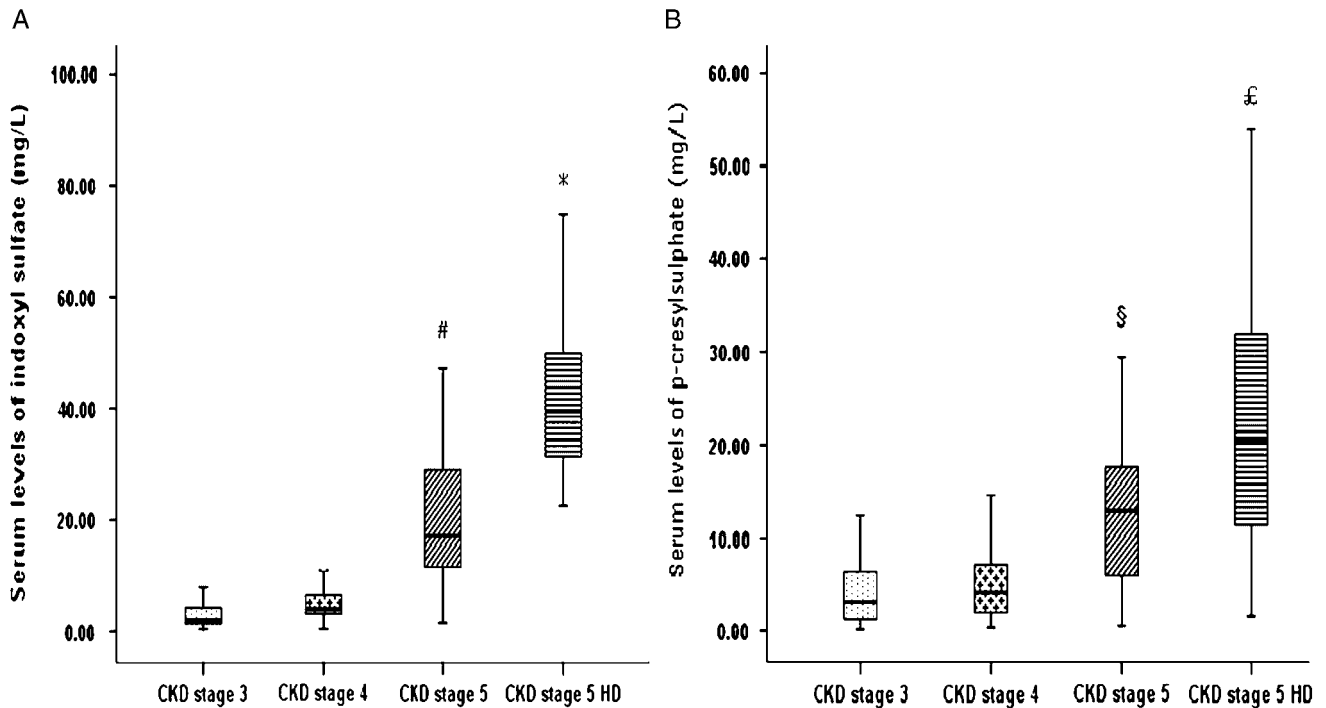 A
Serum levels of indoxyl sulfate (mg/L)
100.00
80.00
60.00
40.00
20.00
0.00
#
*
CKD stage 3
CKD stage 4
CKD stage 5
CKD stage 5 HD
B
Serum levels of p-cresylsulphate (mg/L)
60.00
50.00
40.00
30.00
20.00
10.00
0.00
§
£
CKD stage 3
CKD stage 4
CKD stage 5
CKD stage 5 HD